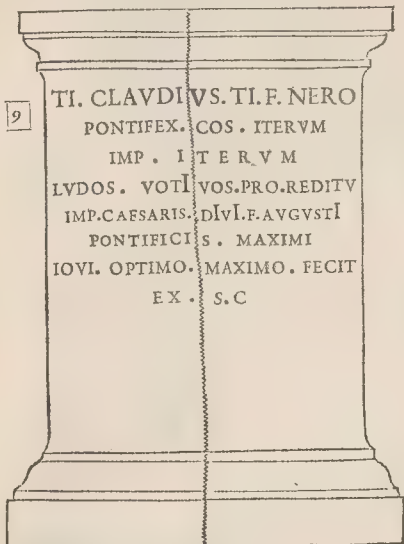 TI. CLAVDIVS. TI. F. NERO
9
PONTIFEX. COS. ITERVM
IMP. ITERVM
LVDOS. VOTIVOS. PRO. REDITV
IMP. CAESARIS. DIVI. F. AVGVSTI
PONTIFICIS. MAXIMI
IOVI. OPTIMO. MAXIMO. FECIT
EX. S. C